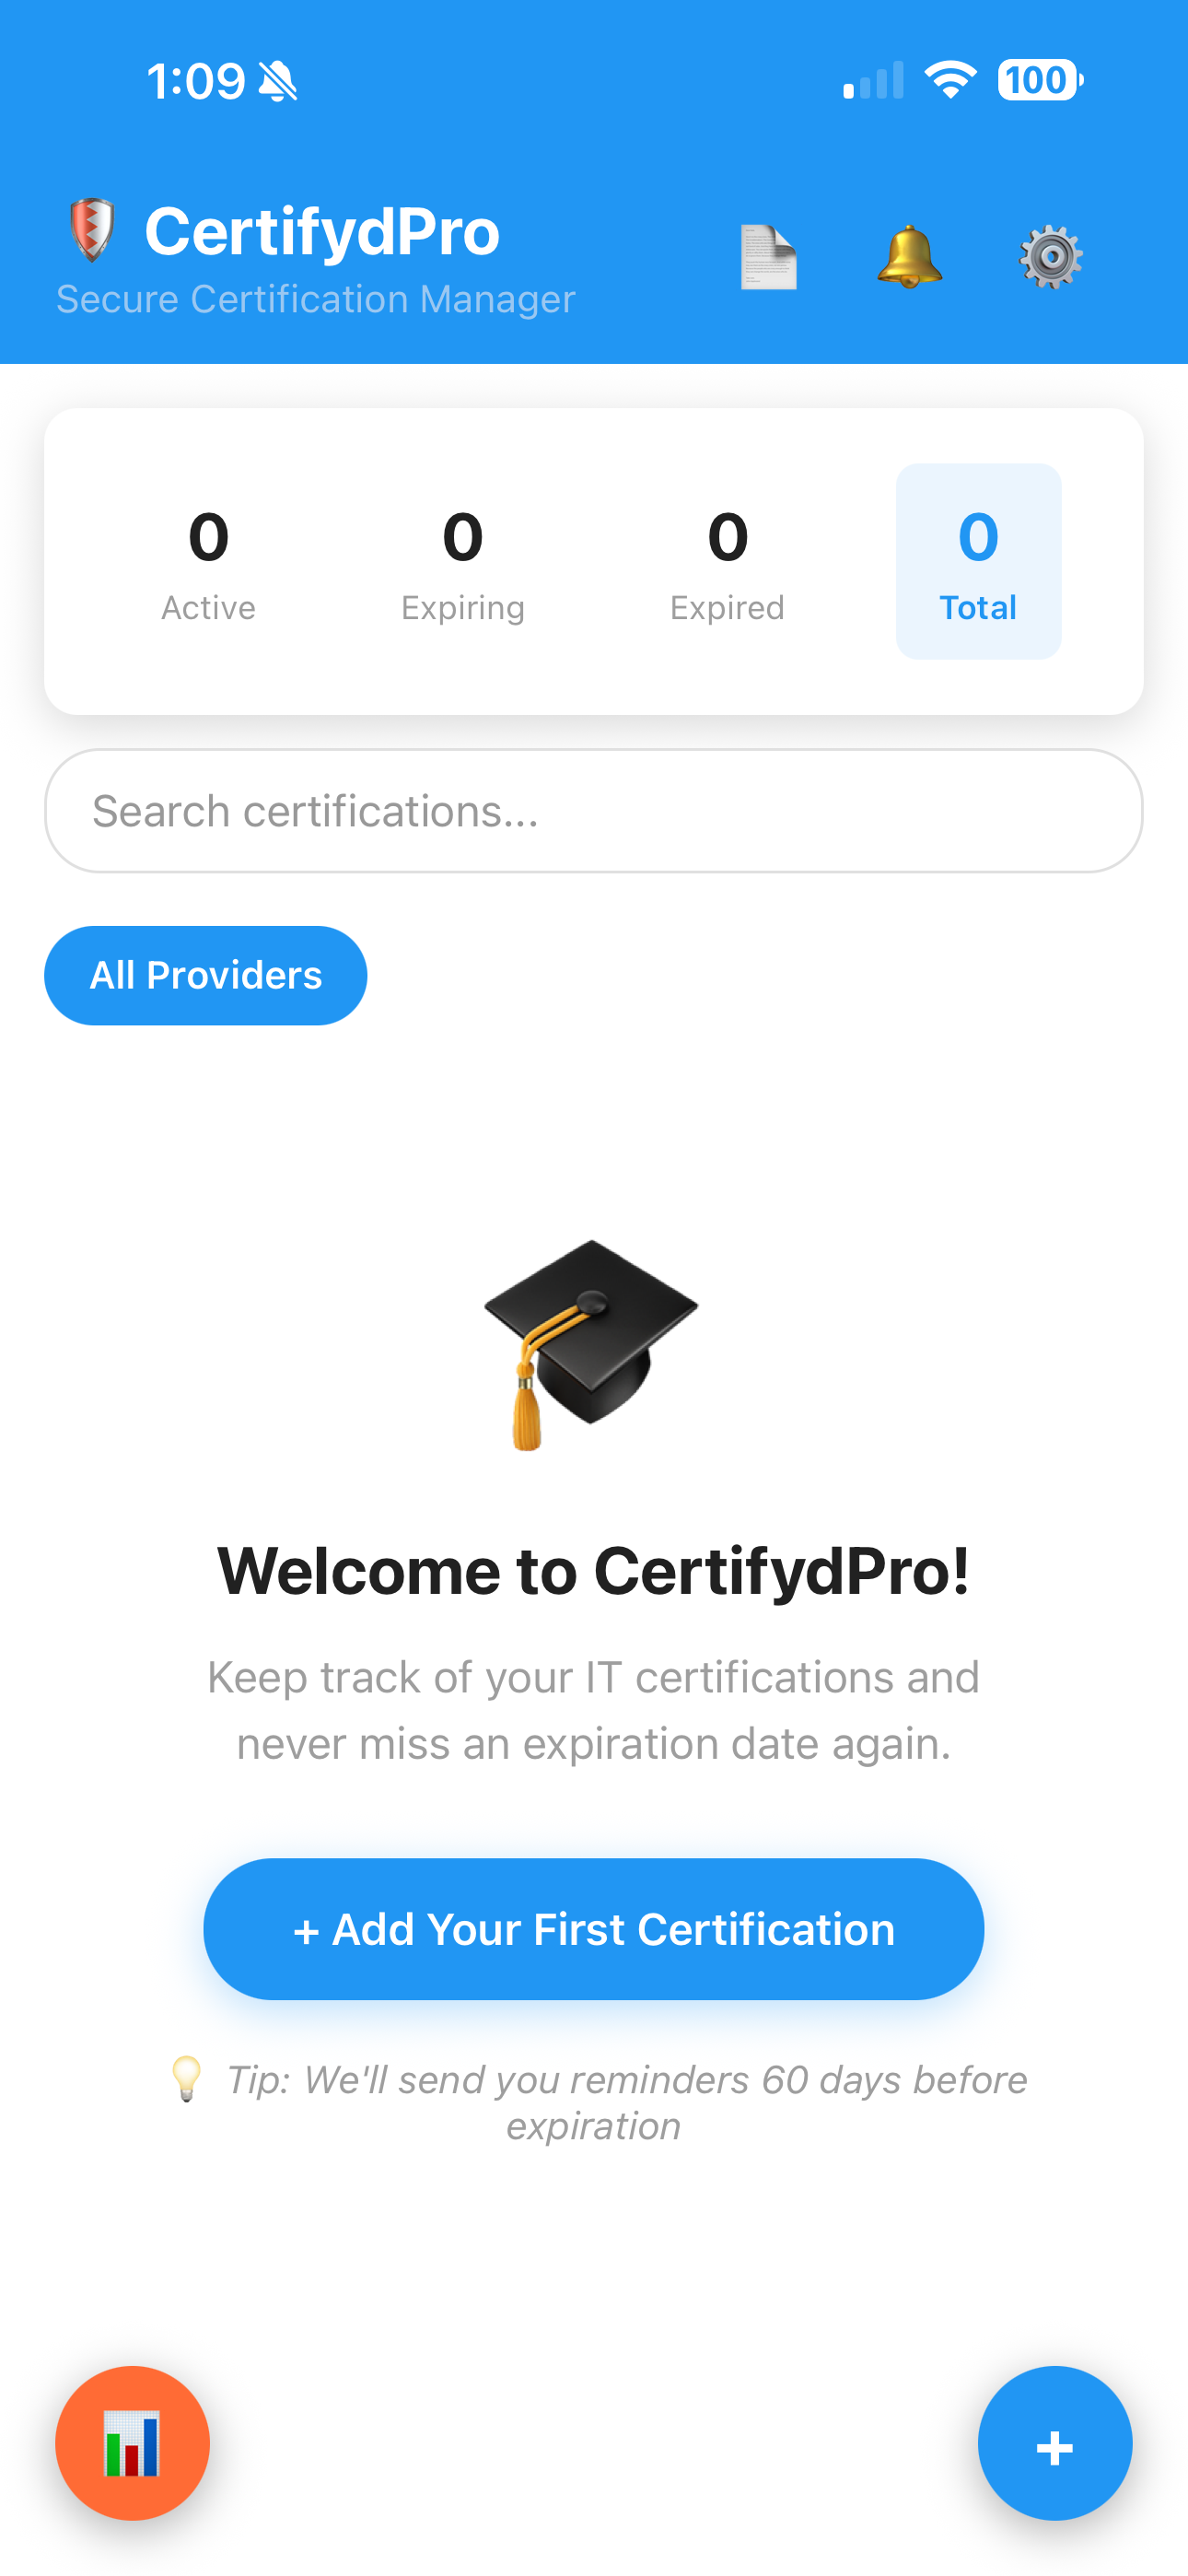 1:09
100
CertifydPro
Secure Certification Manager
0
Active
0
Expiring
0
Expired
0
Total
Search certifications...
All Providers
Welcome to CertifydPro!
Keep track of your IT certifications and
never miss an expiration date again.
+ Add Your First Certification
💡 Tip: We'll send you reminders 60 days before
expiration
+